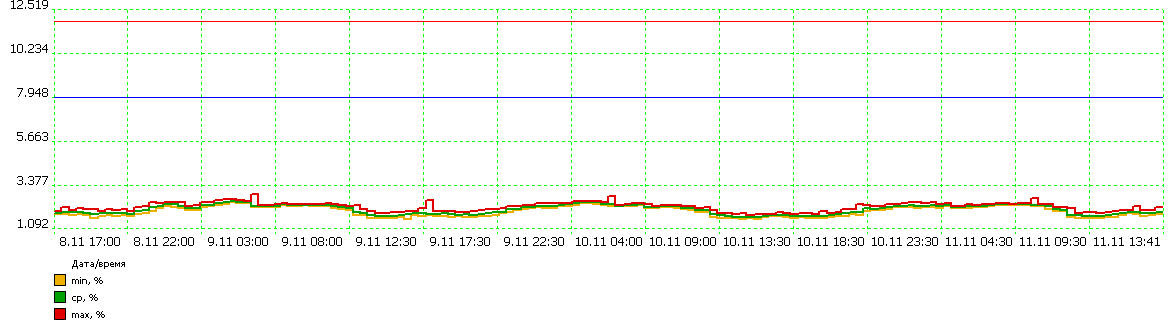 12.519
10.234
7.948
5.663
3.377
1.092
8.11 17:00 8.11 22:00 9.11 03:00 9.11 08:00 9.11 12:30 9.11 17:30 9.11 22:30 10.11 04:00 10.11 09:00 10.11 13:30 10.11 18:30 10.11 23:30 11.11 04:30 11.11 09:30 11.11 13:41
Дата/время
min, %
ср, %
max, %